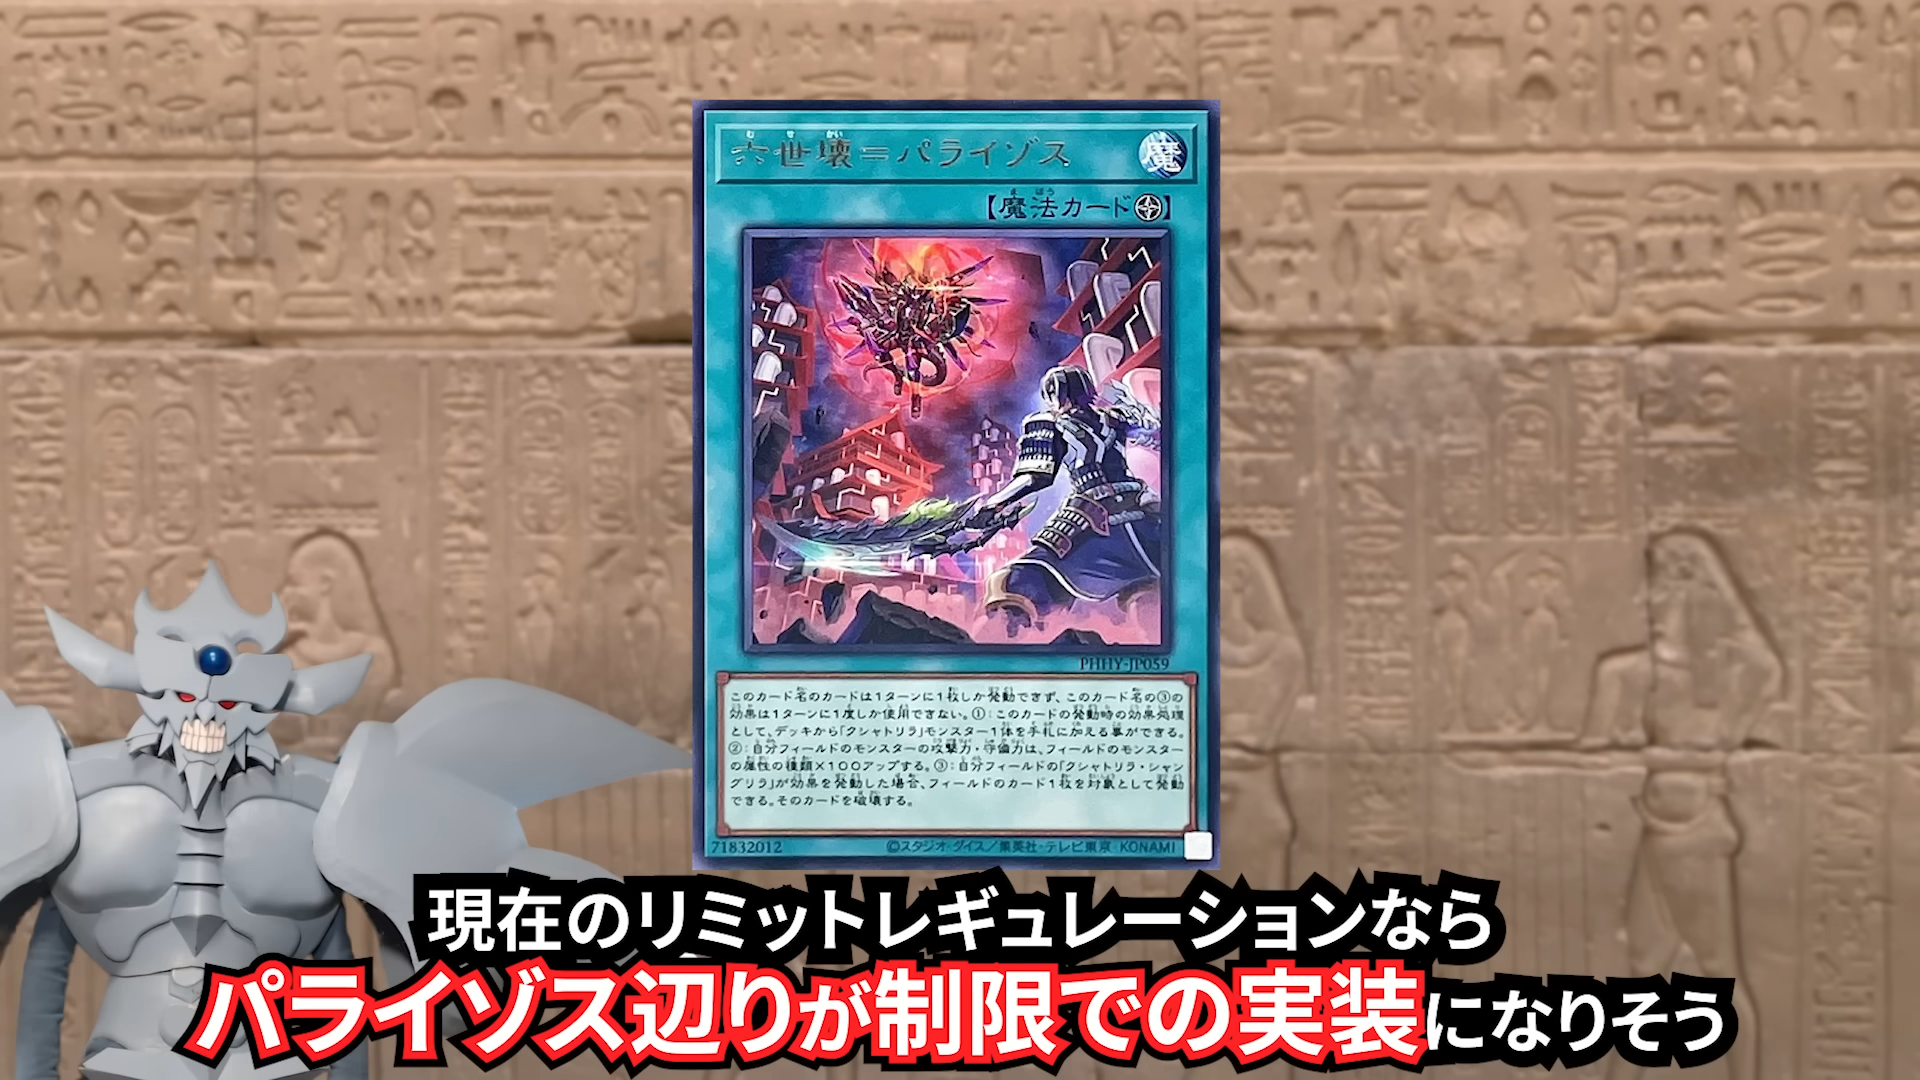 六世壊＝パライゾス
むせかい
魔
【魔法カード】
まほう
PHHY-JP059
このカード名のカードは1ターンに1枚しか発動できず、このカード名の③の
効果は1ターンに1度しか使用できない。①：このカードの発動時の効果処理
として、デッキから「クシャトリラ」モンスター1体を手札に加える事ができる。
②：自分フィールドのモンスターの攻撃力・守備力は、フィールドのモンスター
の属性の種類×100アップする。③：自分フィールドの「クシャトリラ・シャン
グリラ」が効果を発動した場合、フィールドのカード1枚を対象として発動
できる。そのカードを破壊する。
71832012
©スタジオ・ダイス／集英社・テレビ東京・KONAMI
現在のリミットレギュレーションなら
パライゾス辺りが制限での実装になりそう